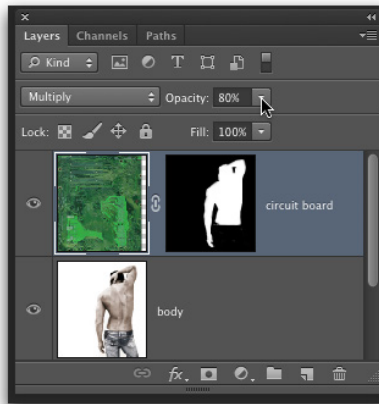 Layers Channels Paths
Kind T
Multiply Opacity: 80%
Lock: Fill: 100%
circuit board
body
fx.